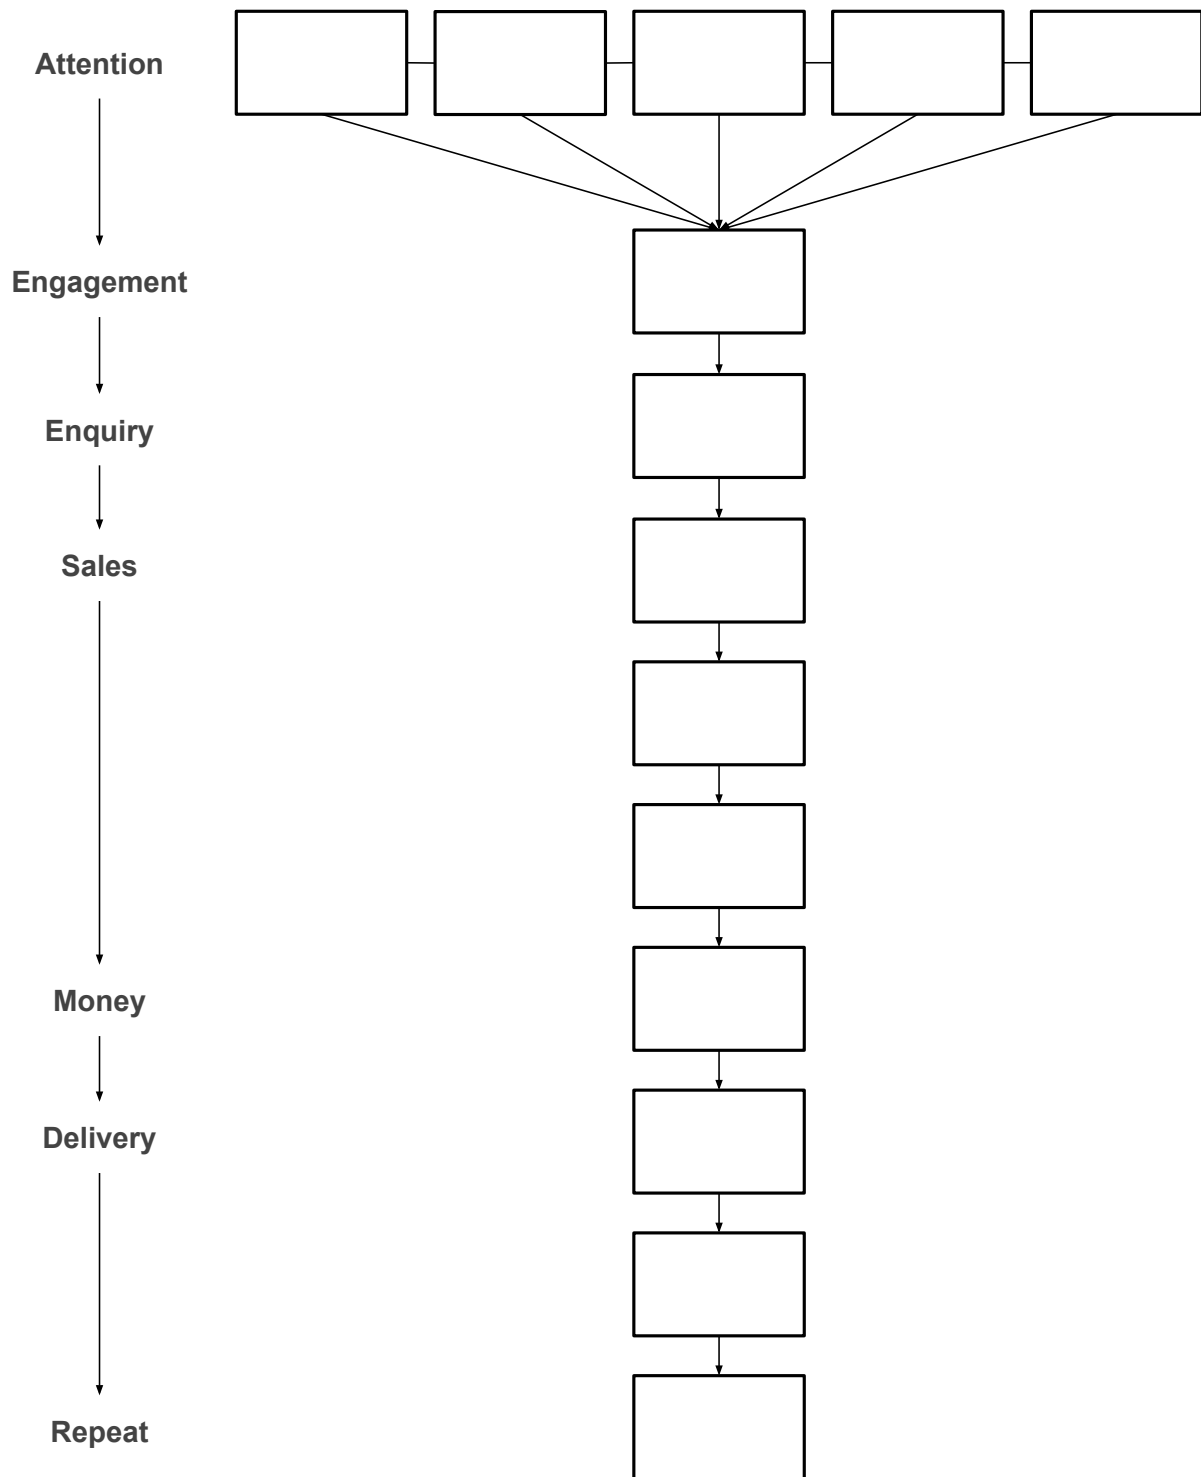 Attention
Engagement
Enquiry
Sales
Money
Delivery
Repeat